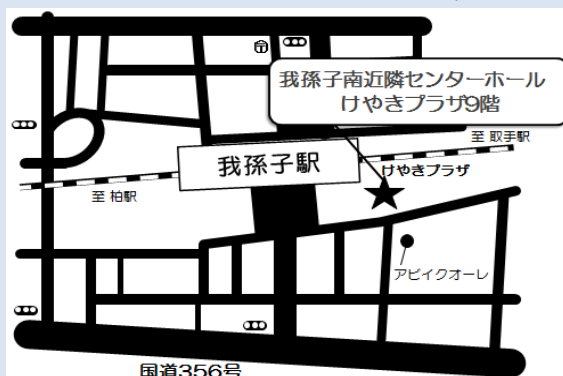 我孫子南近隣センターホール
けやきプラザ9階
至 取手駅
我孫子駅
けやきプラザ
至 柏駅
アビイクオーレ
国道356号